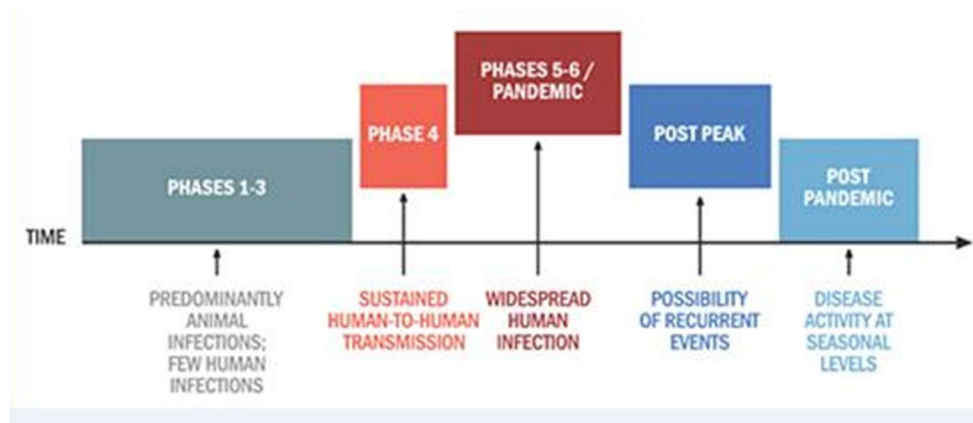 PHASES 5-6 /
PANDEMIC
PHASE 4
POST PEAK
PHASES 1-3
POST
PANDEMIC
TIME
PREDOMINANTLY
ANIMAL
INFECTIONS;
FEW HUMAN
INFECTIONS
SUSTAINED
HUMAN-TO-HUMAN
TRANSMISSION
WIDESPREAD
HUMAN
INFECTION
POSSIBILITY
OF RECURRENT
EVENTS
DISEASE
ACTIVITY AT
SEASONAL
LEVELS